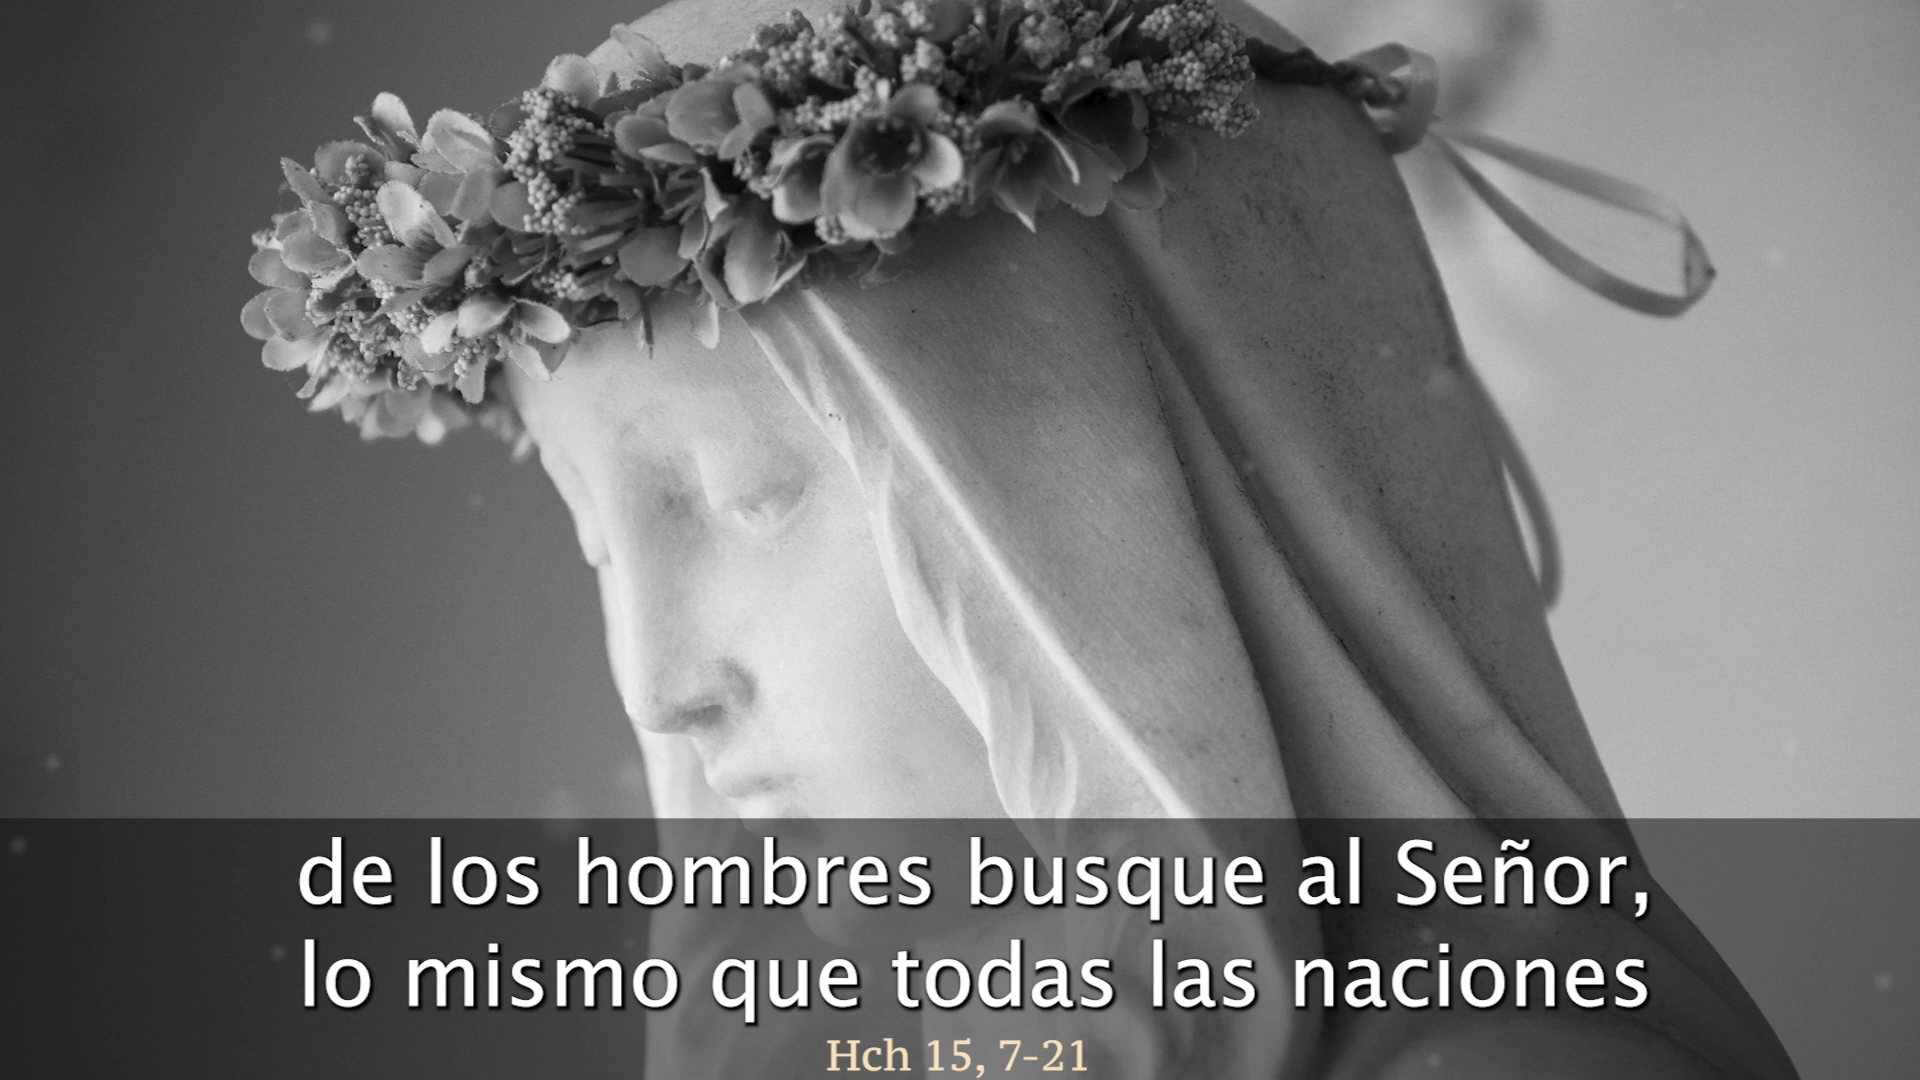 de los hombres busque al Señor,
lo mismo que todas las naciones
Hch 15, 7-21